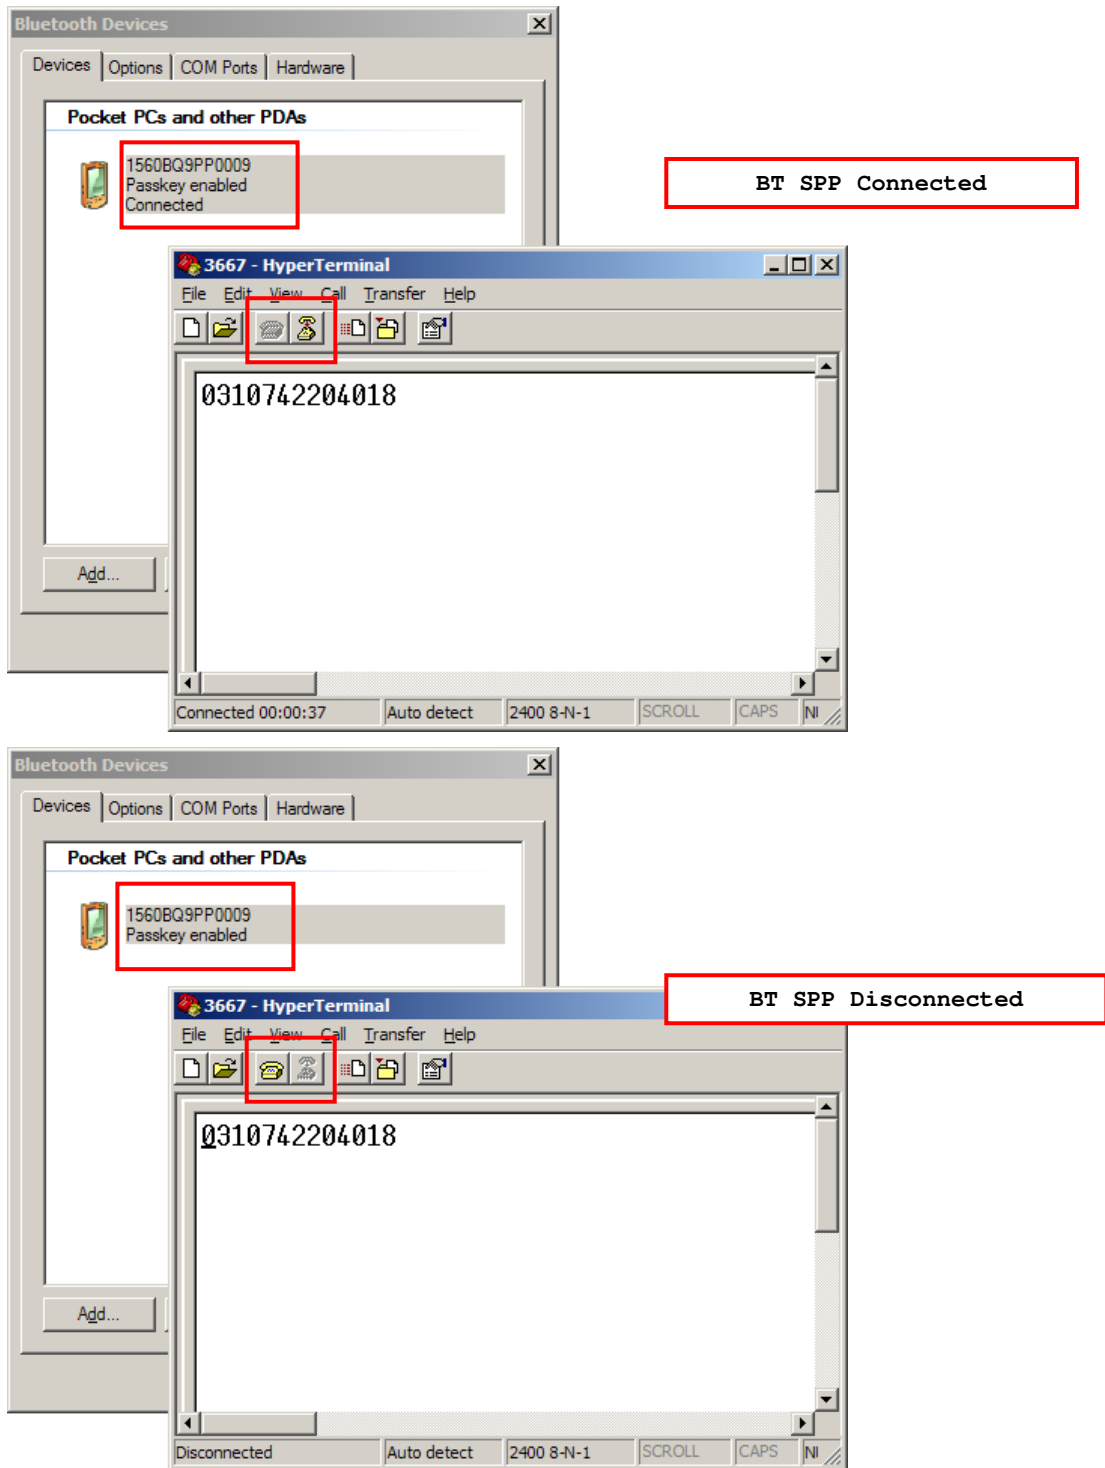 Bluetooth Devices
Devices Options COM Ports Hardware
Pocket PCs and other PDAs
1560BQ9PP0009
Passkey enabled
Connected
BT SPP Connected
3667 - HyperTerminal
File Edit View Call Transfer Help
0310742204018
Add...
Connected 00:00:37 Auto detect 2400 8-N-1 SCROLL CAPS
Bluetooth Devices
Devices Options COM Ports Hardware
Pocket PCs and other PDAs
1560BQ9PP0009
Passkey enabled
BT SPP Disconnected
3667 - HyperTerminal
File Edit View Call Transfer Help
0310742204018
Add...
Disconnected Auto detect 2400 8-N-1 SCROLL CAPS